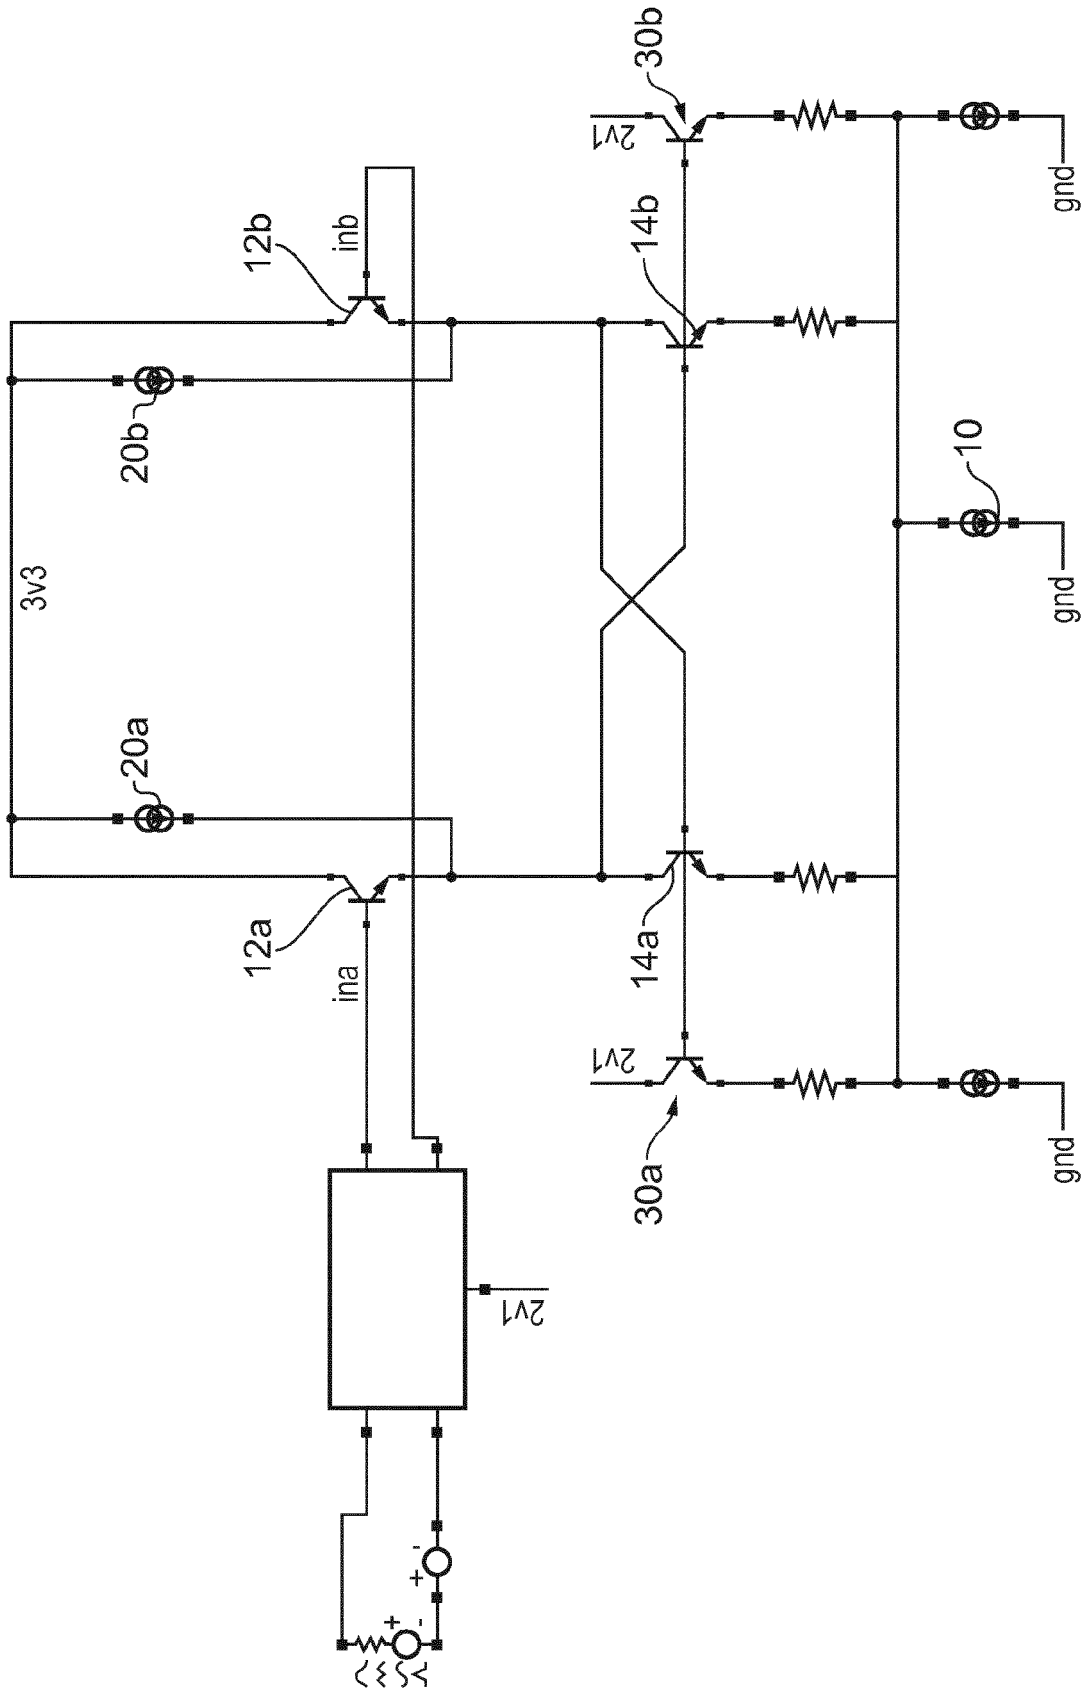 3v3
20a
20b
12a
12b
ina
inb
2v1
2v1
2v1
30a
14a
14b
30b
10
gnd
gnd
gnd
+
-
+
-